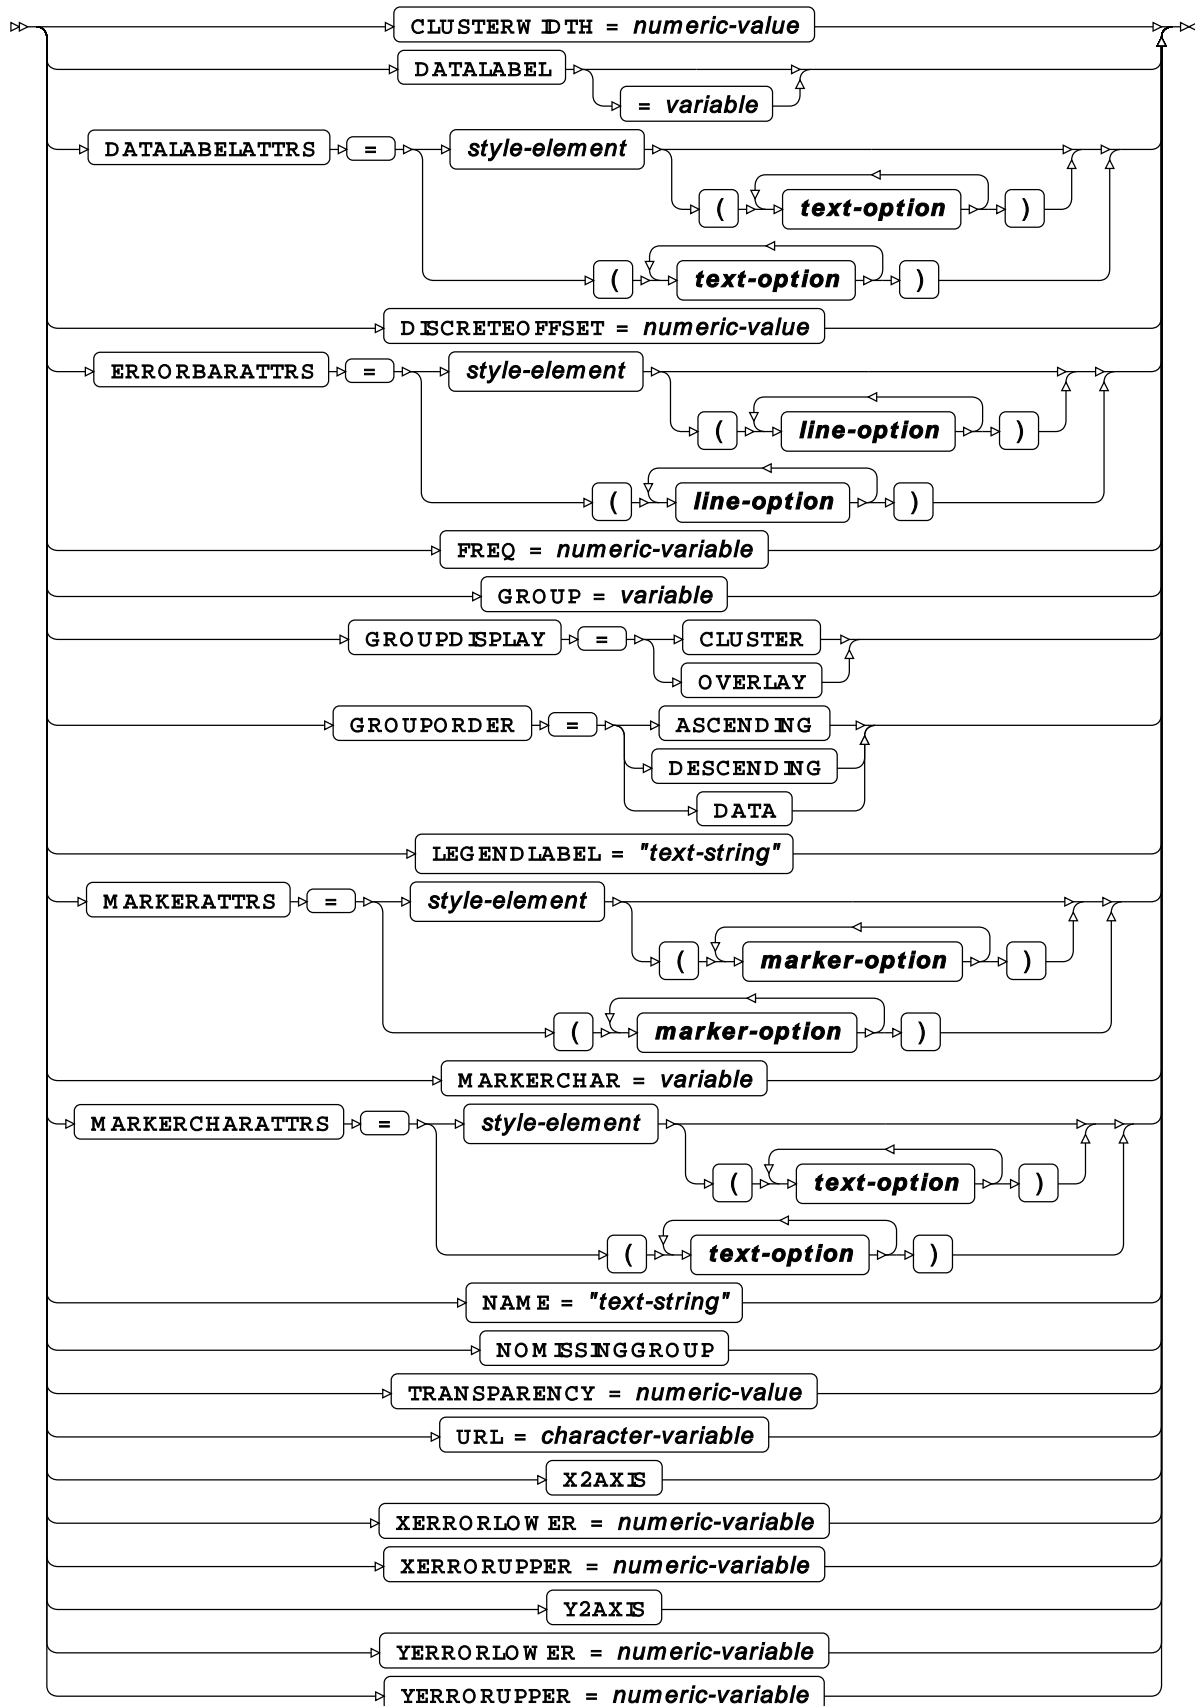 CLUSTERWIDTH = numeric-value
DATALABEL
= variable
DATALABELATTRS = style-element
( text-option )
( text-option )
DISCRETEOFFSET = numeric-value
ERRORBARATTRS = style-element
( line-option )
( line-option )
FREQ = numeric-variable
GROUP = variable
GROUPDISPLAY = CLUSTER
OVERLAY
GROUPORDER = ASCENDING
DESCENDING
DATA
LEGENDLABEL = "text-string"
MARKERATTRS = style-element
( marker-option )
( marker-option )
MARKERCHAR = variable
MARKERCHARATTRS = style-element
( text-option )
( text-option )
NAME = "text-string"
NOMISSINGGROUP
TRANSPARENCY = numeric-value
URL = character-variable
X2AXIS
XERRORLOWER = numeric-variable
XERRORUPPER = numeric-variable
Y2AXIS
YERRORLOWER = numeric-variable
YERRORUPPER = numeric-variable